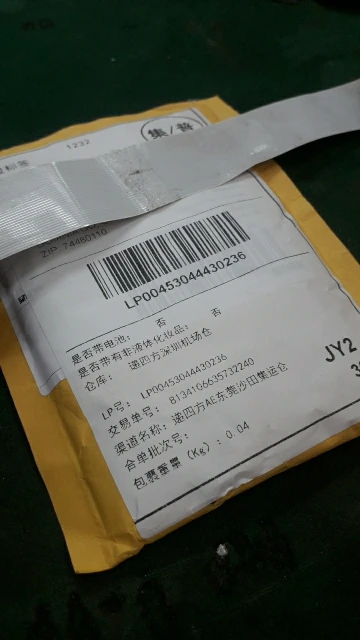 1232
集/普
ZIP 74460110
LP00453044430236
是否带电池: 否
是否带有非液体化妆品: 否
仓库: 递四方深圳机场仓
LP号: LP00453044430236
交易单号: 8134106635732240
渠道名称: 递四方AE东莞沙田集运仓
合单批次号:
包裹重量 (Kg): 0.04
JY2